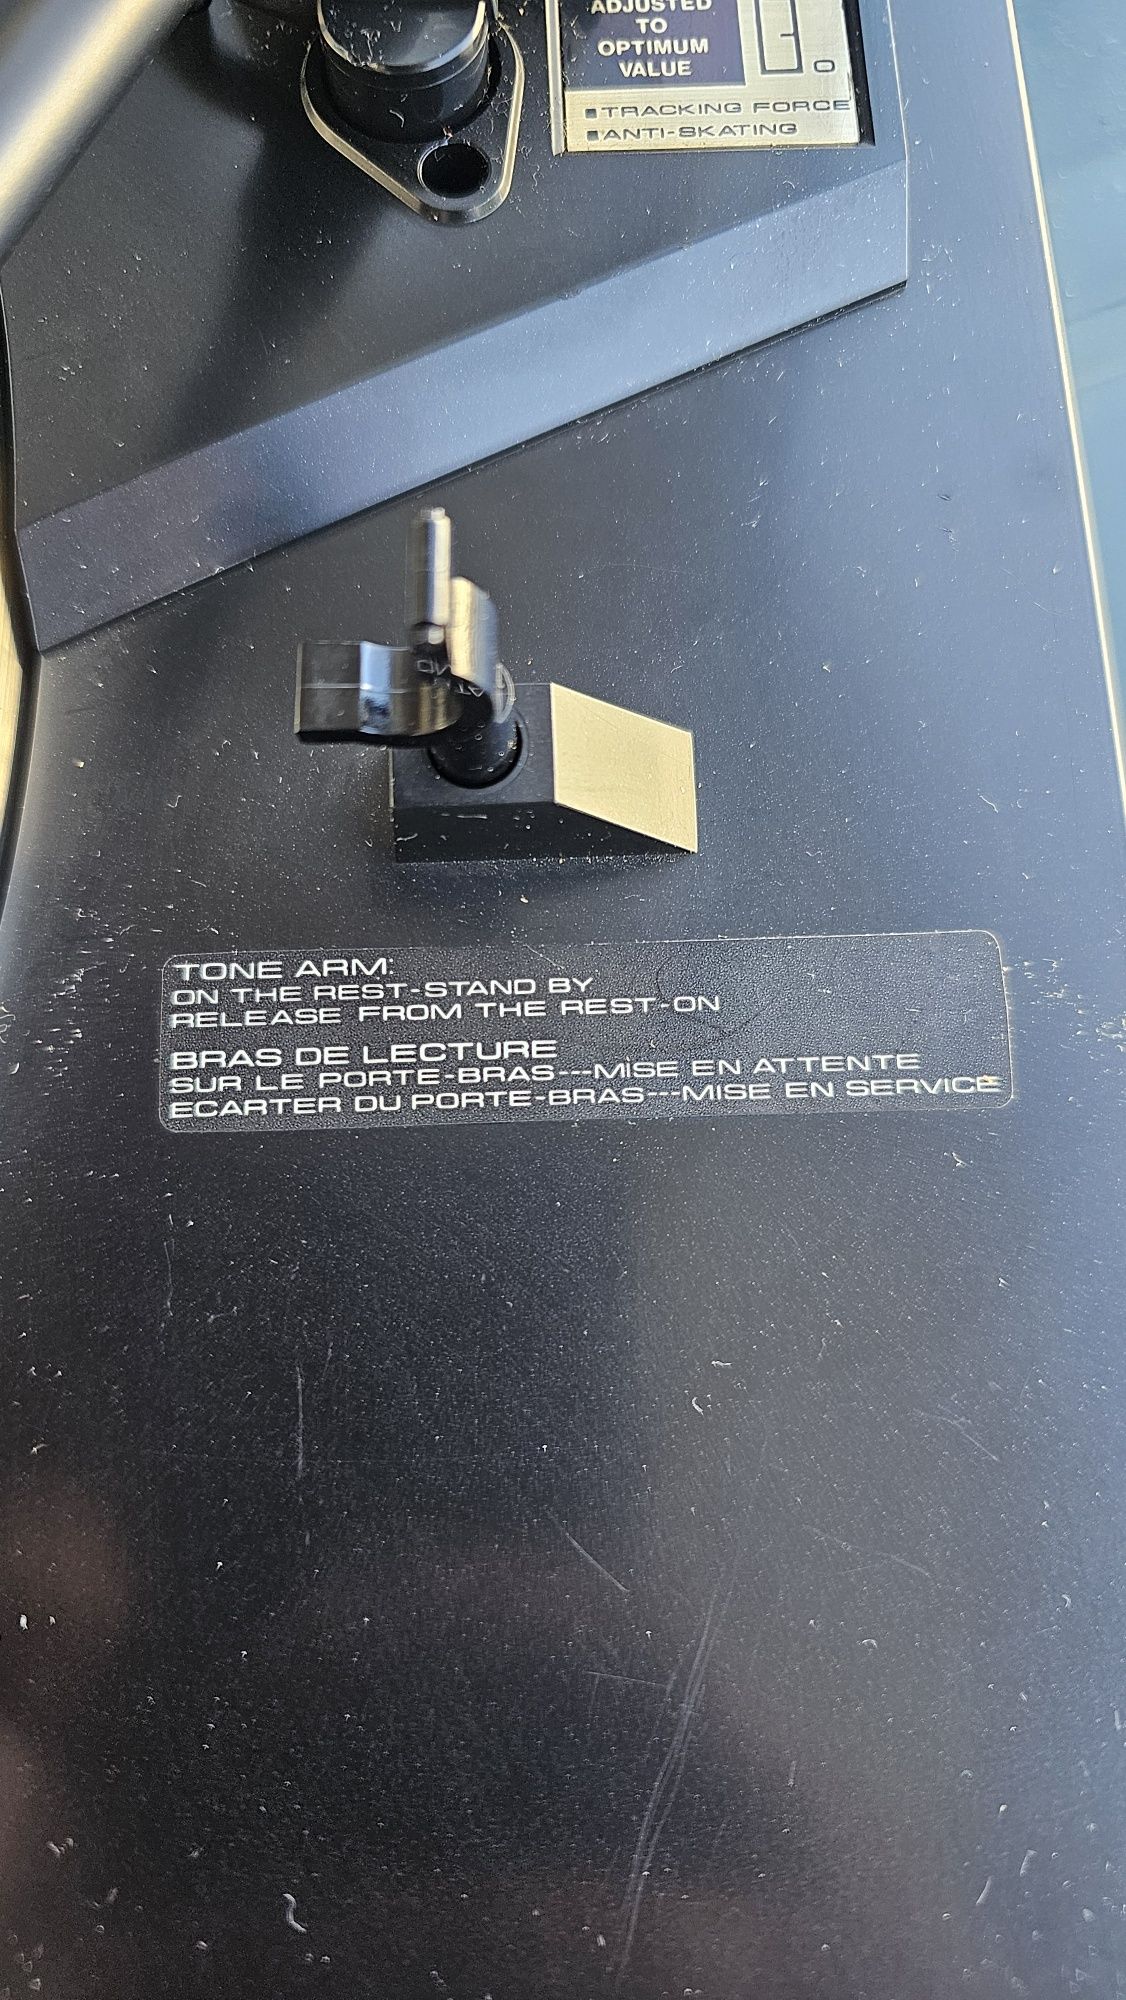 ADJUSTED
TO
OPTIMUM
VALUE
0
■TRACKING FORCE
■ANTI-SKATING
TONE ARM:
ON THE REST-STAND BY
RELEASE FROM THE REST-ON
BRAS DE LECTURE
SUR LE PORTE-BRAS---MISE EN ATTENTE
ECARTER DU PORTE-BRAS---MISE EN SERVICE